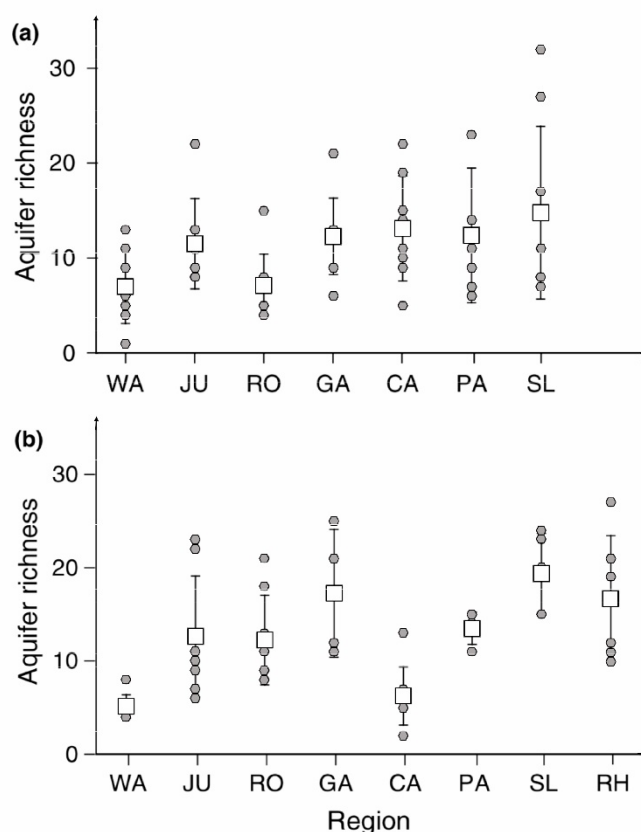 (a)
Aquifer richness
30
20
10
0
WA JU RO GA CA PA SL
(b)
Aquifer richness
30
20
10
0
WA JU RO GA CA PA SL RH
Region